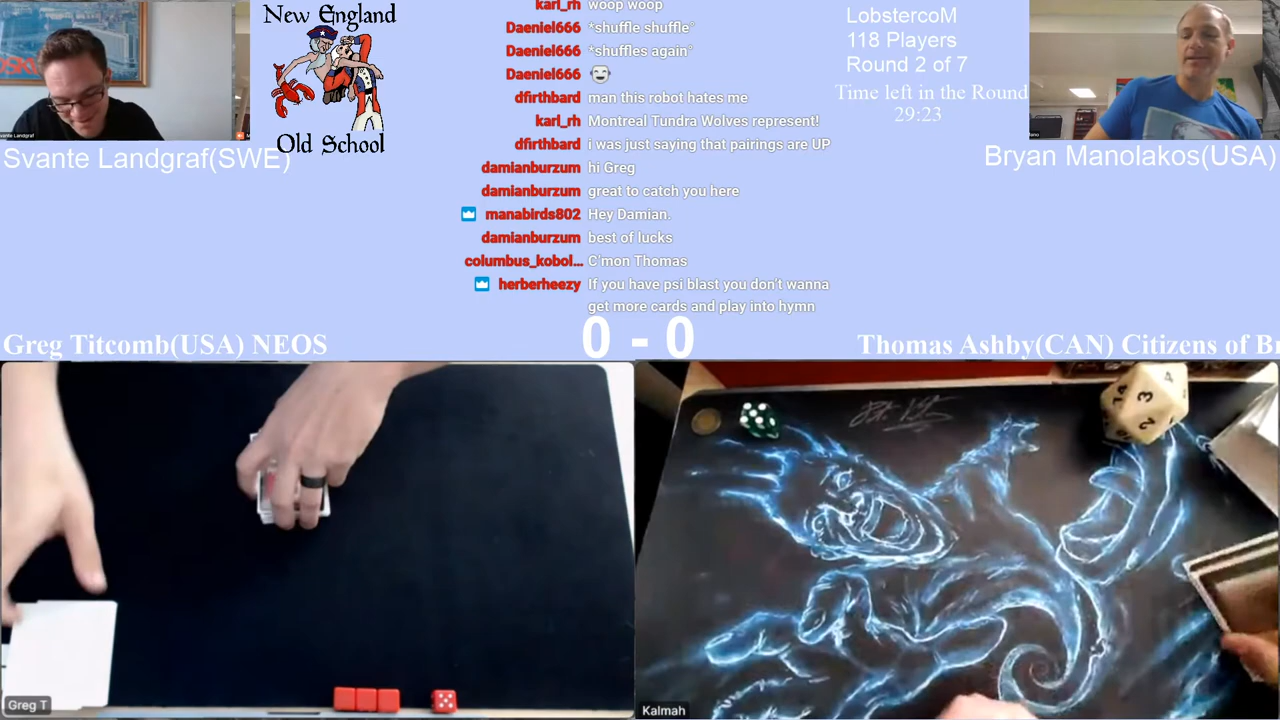 New England
Old School
Svante Landgraf
Svante Landgraf(SWE)
karl_rh woop woop
Daeniel666 *shuffle shuffle*
Daeniel666 *shuffles again*
Daeniel666
dfirthbard man this robot hates me
karl_rh Montreal Tundra Wolves represent!
dfirthbard i was just saying that pairings are UP
damianburzum hi Greg
damianburzum great to catch you here
manabirds802 Hey Damian.
damianburzum best of lucks
columbus_kobol... C'mon Thomas
herberheezy If you have psi blast you don't wanna
get more cards and play into hymn
LobstercoM
118 Players
Round 2 of 7
Time left in the Round
29:23
Bryan Manolakos(USA)
Greg Titcomb(USA) NEOS
0 - 0
Thomas Ashby(CAN) Citizens of Br
3
2
Greg T
Kalmah